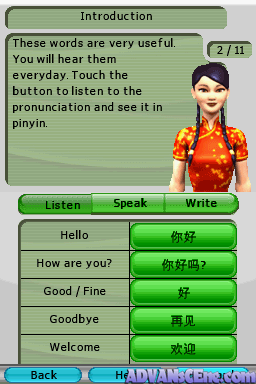 Introduction
These words are very useful.
You will hear them
everyday. Touch the
button to listen to the
pronunciation and see it in
pinyin.
2 / 11
Listen Speak Write
Hello 你好
How are you? 你好吗?
Good / Fine 好
Goodbye 再见
Welcome 欢迎
Back
ADVANSCEne.com